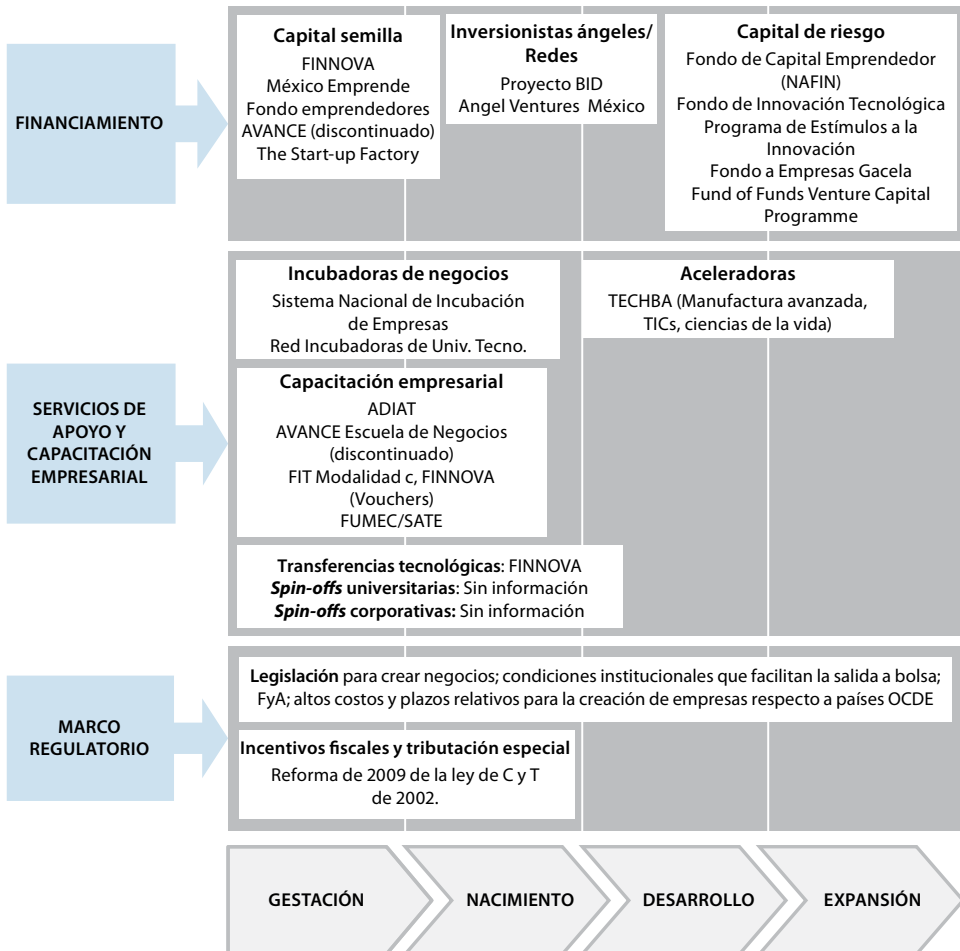 FINANCIAMIENTO
Capital semilla
FINNOVA
México Emprende
Fondo emprendedores
AVANCE (discontinuado)
The Start-up Factory
Inversionistas ángeles/
Redes
Proyecto BID
Angel Ventures México
Capital de riesgo
Fondo de Capital Emprendedor
(NAFIN)
Fondo de Innovación Tecnológica
Programa de Estímulos a la
Innovación
Fondo a Empresas Gacela
Fund of Funds Venture Capital
Programme
SERVICIOS DE
APOYO Y
CAPACITACIÓN
EMPRESARIAL
Incubadoras de negocios
Sistema Nacional de Incubación
de Empresas
Red Incubadoras de Univ. Tecno.
Aceleradoras
TECHBA (Manufactura avanzada,
TICs, ciencias de la vida)
Capacitación empresarial
ADIAT
AVANCE Escuela de Negocios
(discontinuado)
FIT Modalidad c, FINNOVA
(Vouchers)
FUMEC/SATE
Transferencias tecnológicas: FINNOVA
Spin-offs universitarias: Sin información
Spin-offs corporativas: Sin información
MARCO
REGULATORIO
Legislación para crear negocios; condiciones institucionales que facilitan la salida a bolsa;
FyA; altos costos y plazos relativos para la creación de empresas respecto a países OCDE
Incentivos fiscales y tributación especial
Reforma de 2009 de la ley de C y T
de 2002.
GESTACIÓN
NACIMIENTO
DESARROLLO
EXPANSIÓN